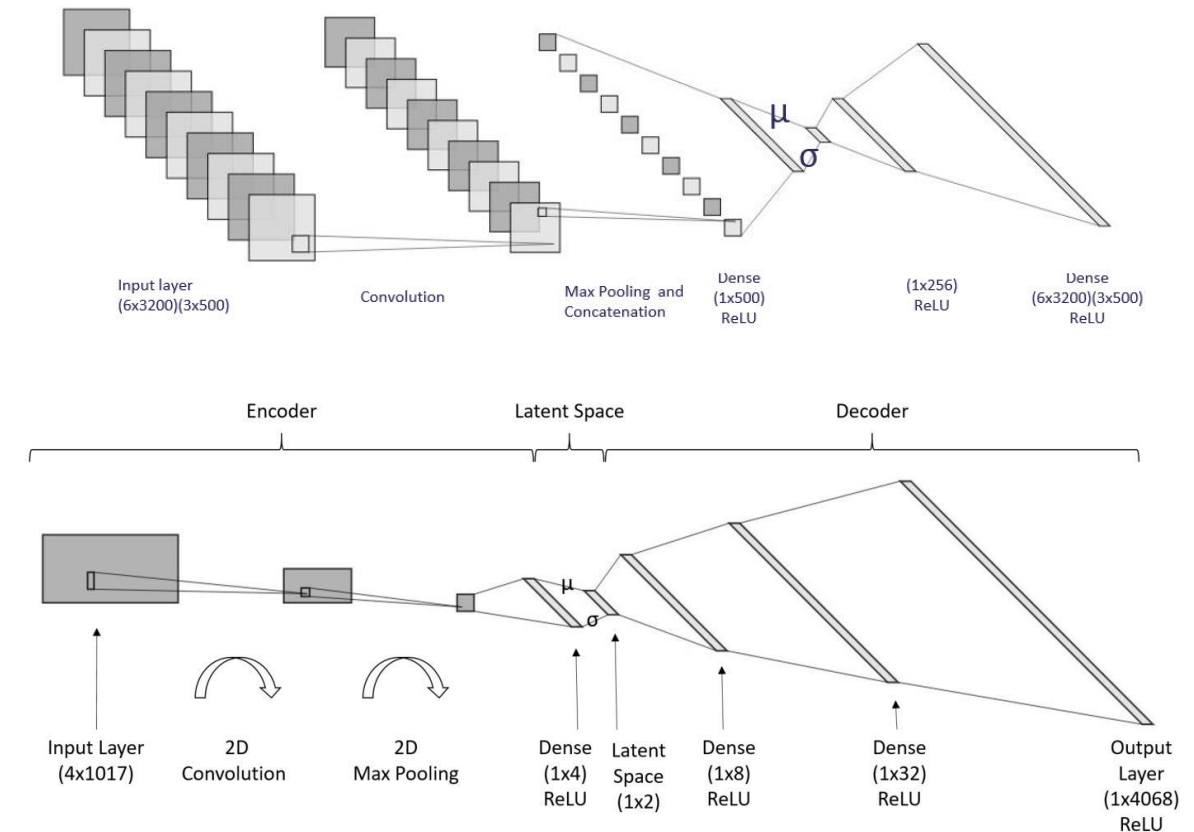 μ
σ
Input layer
(6x3200)(3x500)
Convolution
Max Pooling and
Concatenation
Dense
(1x500)
ReLU
(1x256)
ReLU
Dense
(6x3200)(3x500)
ReLU
Encoder
Latent Space
Decoder
μ
σ
Input Layer
(4x1017)
2D
Convolution
2D
Max Pooling
Dense
(1x4)
ReLU
Latent
Space
(1x2)
Dense
(1x8)
ReLU
Dense
(1x32)
ReLU
Output
Layer
(1x4068)
ReLU